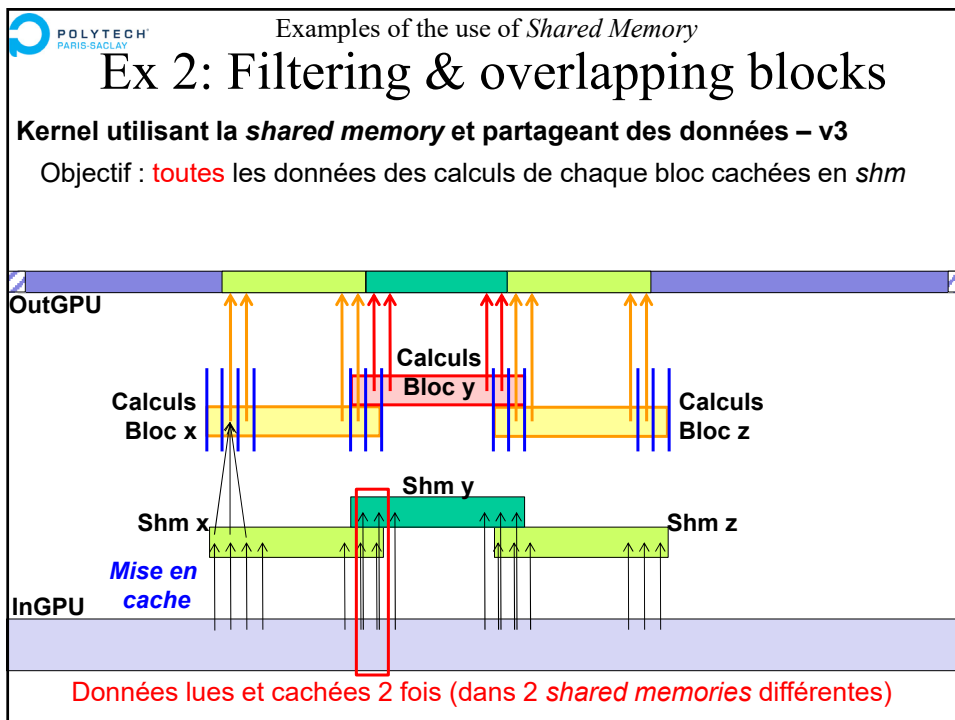 POLYTECH'
PARIS-SACLAY
Examples of the use of Shared Memory
Ex 2: Filtering & overlapping blocks
Kernel utilisant la shared memory et partageant des données – v3
Objectif : toutes les données des calculs de chaque bloc cachées en shm
OutGPU
Calculs
Bloc y
Calculs
Bloc x
Calculs
Bloc z
Shm y
Shm x
Shm z
Mise en
cache
InGPU
Données lues et cachées 2 fois (dans 2 shared memories différentes)